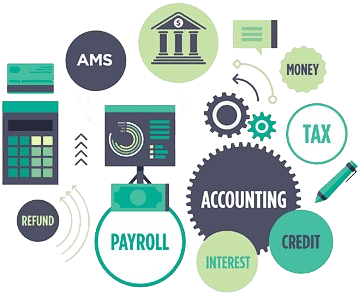 AMS
$
MONEY
TAX
ACCOUNTING
REFUND
PAYROLL
CREDIT
INTEREST